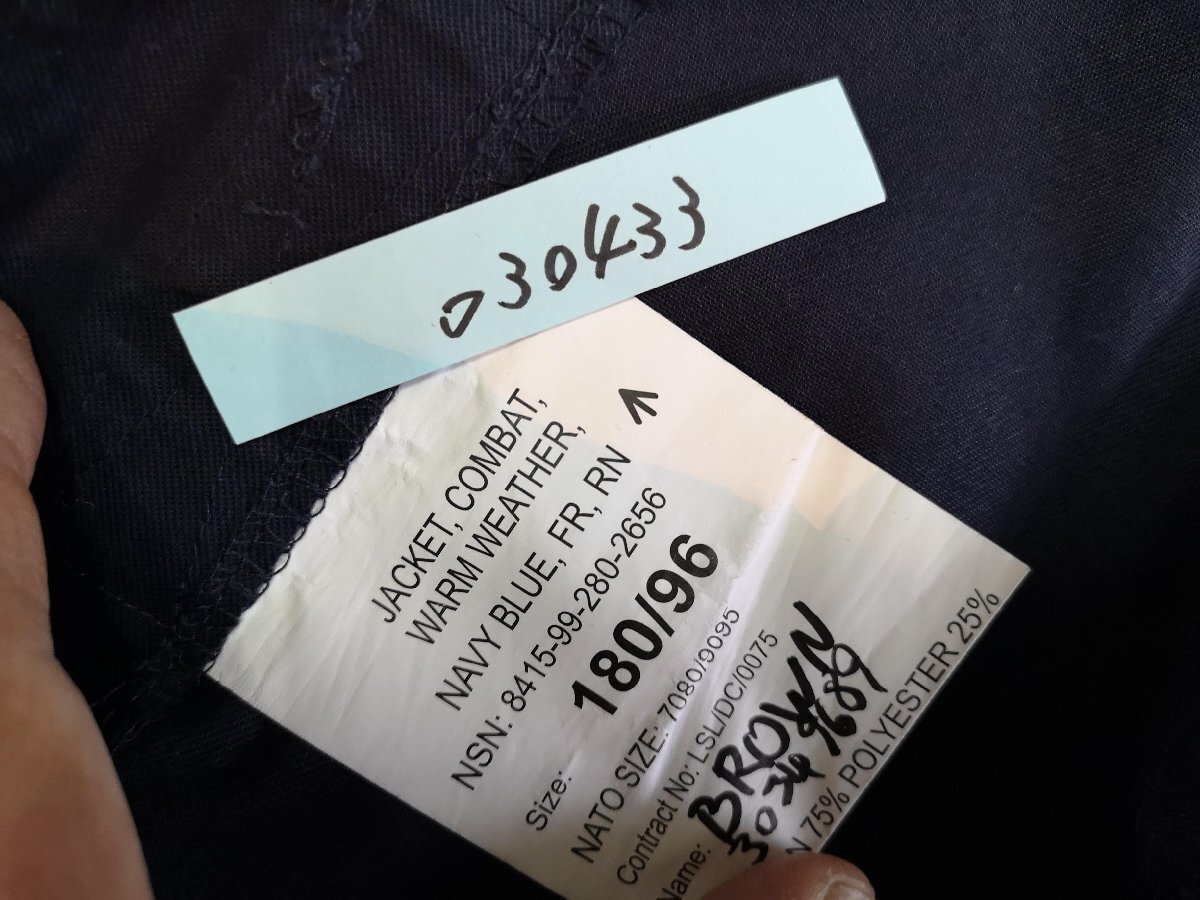 030433
JACKET, COMBAT,
WARM WEATHER,
NAVY BLUE, FR, RN
NSN: 8415-99-280-2656
Size: 180/96
NATO SIZE: 7080/9095
Contract No: LSL/DC/0075
Name: BROWN
75% POLYESTER 25%